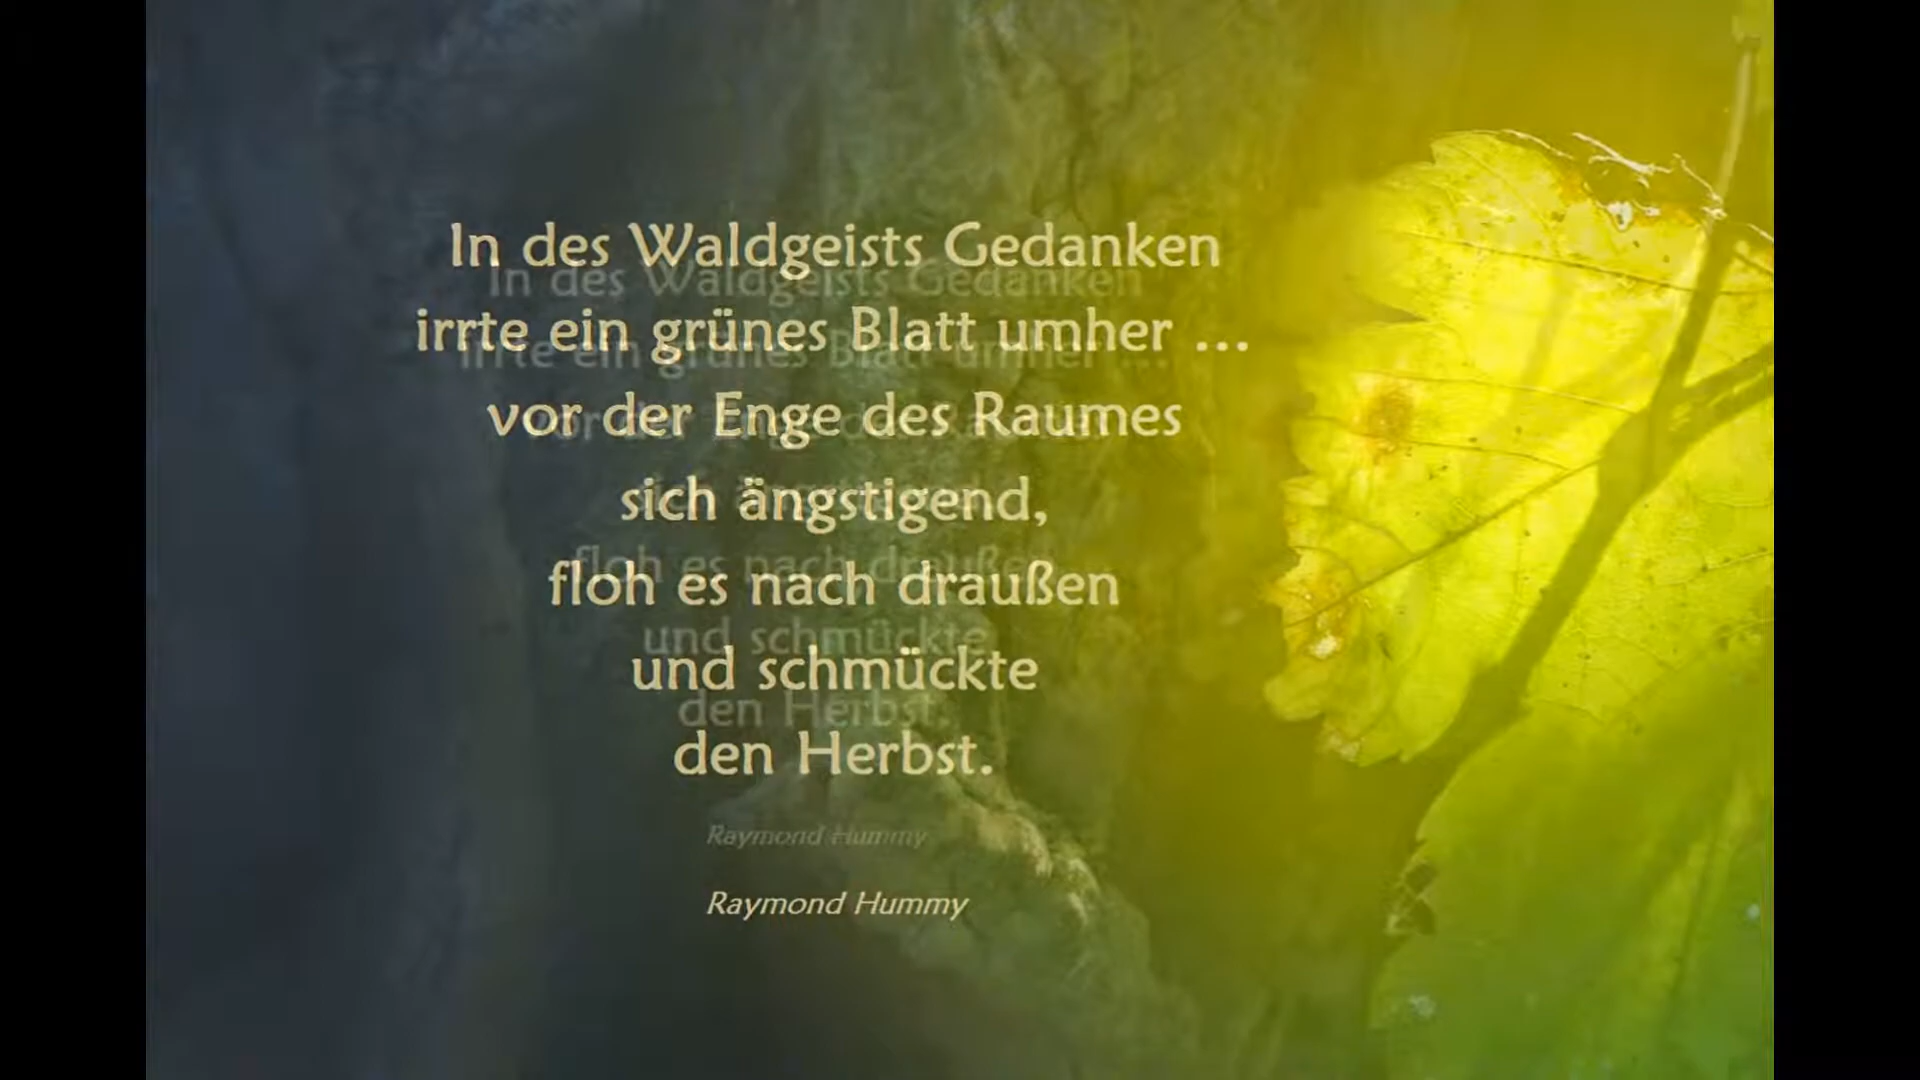 In des Waldgeists Gedanken
irrte ein grünes Blatt umher ...
vor der Enge des Raumes
sich ängstigend,
floh es nach draußen
und schmückte
den Herbst.
Raymond Hummy